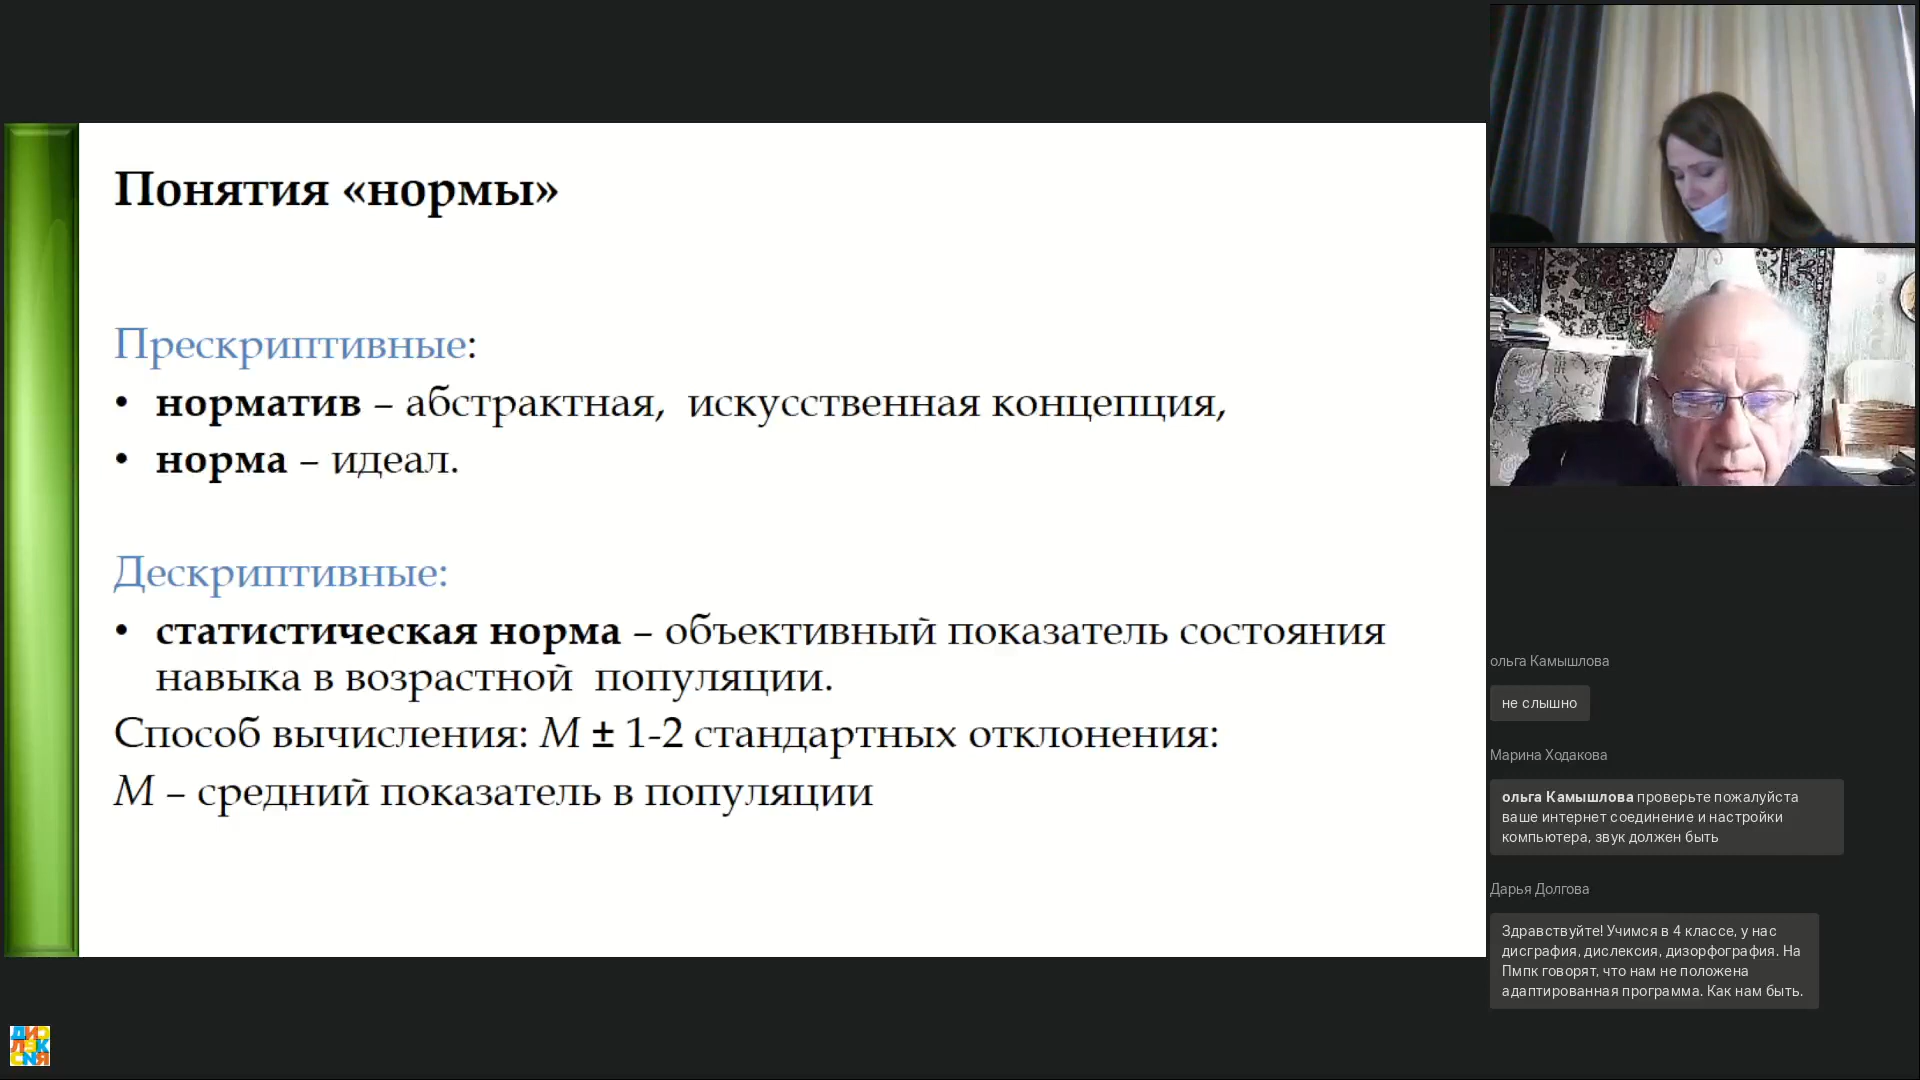 Понятия «нормы»
Прескриптивные:
• норматив – абстрактная, искусственная концепция,
• норма – идеал.
Дескриптивные:
• статистическая норма – объективный показатель состояния
навыка в возрастной популяции.
Способ вычисления: М ± 1-2 стандартных отклонения:
М – средний показатель в популяции
ольга Камышлова
не слышно
Марина Ходакова
ольга Камышлова проверьте пожалуйста
ваше интернет соединение и настройки
компьютера, звук должен быть
Дарья Долгова
Здравствуйте! Учимся в 4 классе, у нас
дисграфия, дислексия, дизорфография. На
Пмпк говорят, что нам не положена
адаптированная программа. Как нам быть.
ДИС
ЛЕК
СИЯ